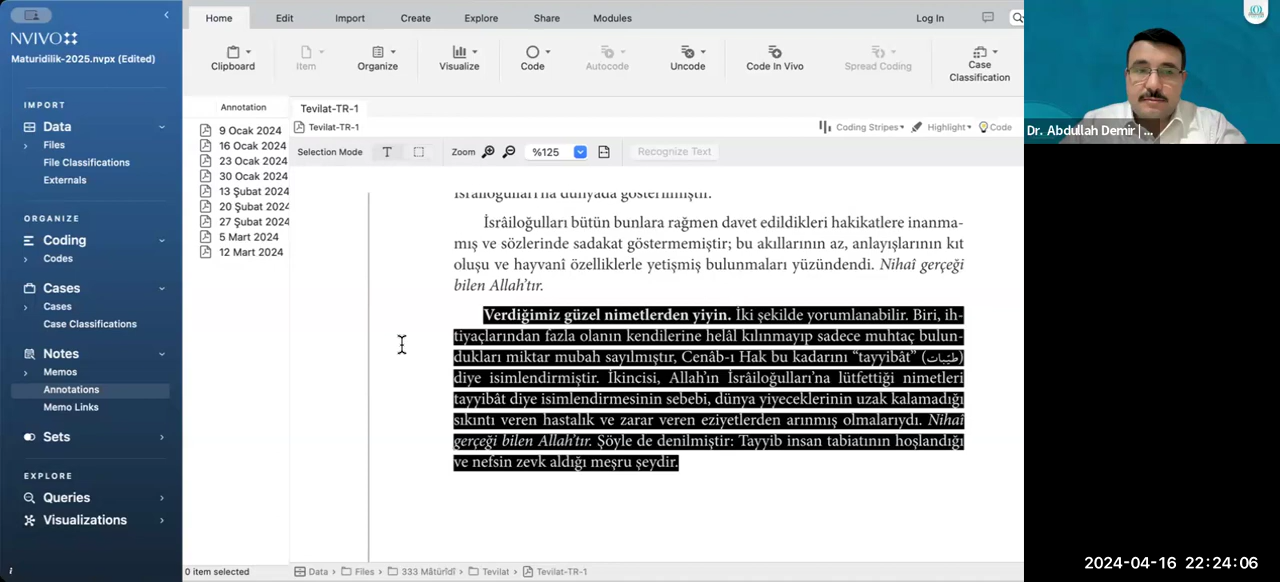 NVIVO
Maturidilik-2025.nvpx (Edited)
IMPORT
Data
Files
File Classifications
Externals
ORGANIZE
Coding
Codes
Cases
Cases
Case Classifications
Notes
Memos
Annotations
Memo Links
Sets
EXPLORE
Queries
Visualizations
Home Edit Import Create Explore Share Modules Log In
Clipboard Item Organize Visualize Code Autocode Uncode Code In Vivo Spread Coding Case Classification
Annotation
9 Ocak 2024
16 Ocak 2024
23 Ocak 2024
30 Ocak 2024
13 Şubat 2024
20 Şubat 2024
27 Şubat 2024
5 Mart 2024
12 Mart 2024
Tevilat-TR-1
Tevilat-TR-1 Coding Stripes Highlight Code
Selection Mode T Zoom %125 Recognize Text
İsrâiloğulları'na dünyada gösterilmiştir.
İsrâiloğulları bütün bunlara rağmen davet edildikleri hakikatlere inanma-
mış ve sözlerinde sadakat göstermemiştir; bu akıllarının az, anlayışlarının kıt
oluşu ve hayvanî özelliklerle yetişmiş bulunmaları yüzündendi. Nihaî gerçeği
bilen Allah'tır.
Verdiğimiz güzel nimetlerden yiyin. İki şekilde yorumlanabilir. Biri, ih-
tiyaçlarından fazla olanın kendilerine helâl kılınmayıp sadece muhtaç bulun-
dukları miktar mubah sayılmıştır, Cenâb-ı Hak bu kadarını “tayyibât” (طيّبات)
diye isimlendirmiştir. İkincisi, Allah'ın İsrâiloğulları'na lütfettiği nimetleri
tayyibât diye isimlendirmesinin sebebi, dünya yiyeceklerinin uzak kalamadığı
sıkıntı veren hastalık ve zarar veren eziyetlerden arınmış olmalarıydı. Nihaî
gerçeği bilen Allah'tır. Şöyle de denilmiştir: Tayyib insan tabiatının hoşlandığı
ve nefsin zevk aldığı meşru şeydir.
0 item selected Data > Files > 333 Mâtürîdî > Tevilat > Tevilat-TR-1
Dr. Abdullah Demir | ...
2024-04-16 22:24:06